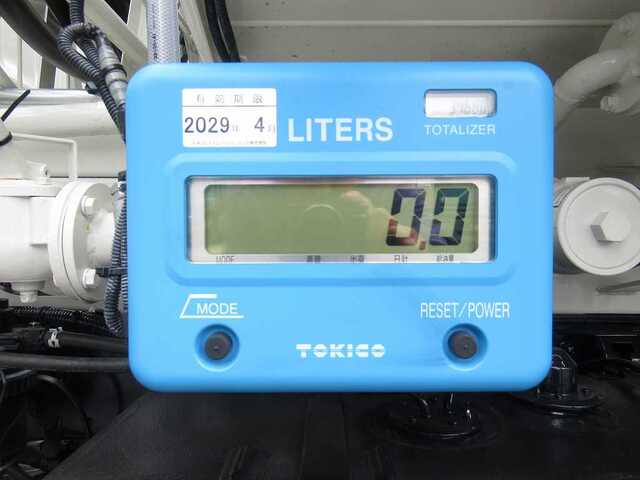 有効期限
2029年 4月
LITERS
TOTALIZER
0.0
MODE
日計
MODE
RESET/POWER
TOKICO